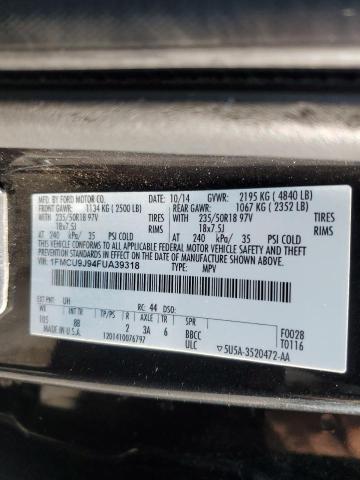 MFD. BY FORD MOTOR CO.
10/14 GVWR: 2195 KG ( 4840 LB)
FRONT GAWR: 1134 KG ( 2500 LB) REAR GAWR: 1067 KG ( 2352 LB)
235/50R18 97V WITH 235/50R18 97V WITH
18x7.5J TIRES 18x7.5J TIRES
RIMS RIMS
AT 240 kPa/ 35 PSI COLD AT 240 kPa/ 35 PSI COLD
THIS VEHICLE CONFORMS TO ALL APPLICABLE FEDERAL MOTOR VEHICLE SAFETY AND THEFT
PREVENTION STANDARDS IN EFFECT ON THE DATE OF MANUFACTURE SHOWN ABOVE.
VIN: 1FMCU9J94FUA39318 TYPE: MPV
EXT PNT: UH RC: 44 DSO:
WB INT TR TP/PS R AXLE TR SPR
105 8B 2 3A 6 BBCC F0028
MADE IN U.S.A. 1201410076797 ULC T0116
5U5A-3520472-AA